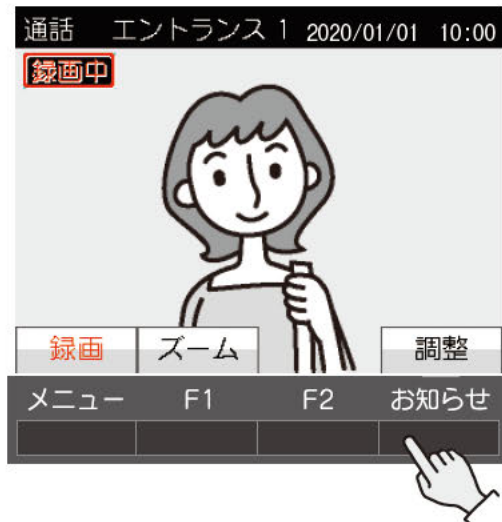 通話 エントランス 1 2020/01/01 10:00
録画中
録画 ズーム 調整
メニュー F1 F2 お知らせ